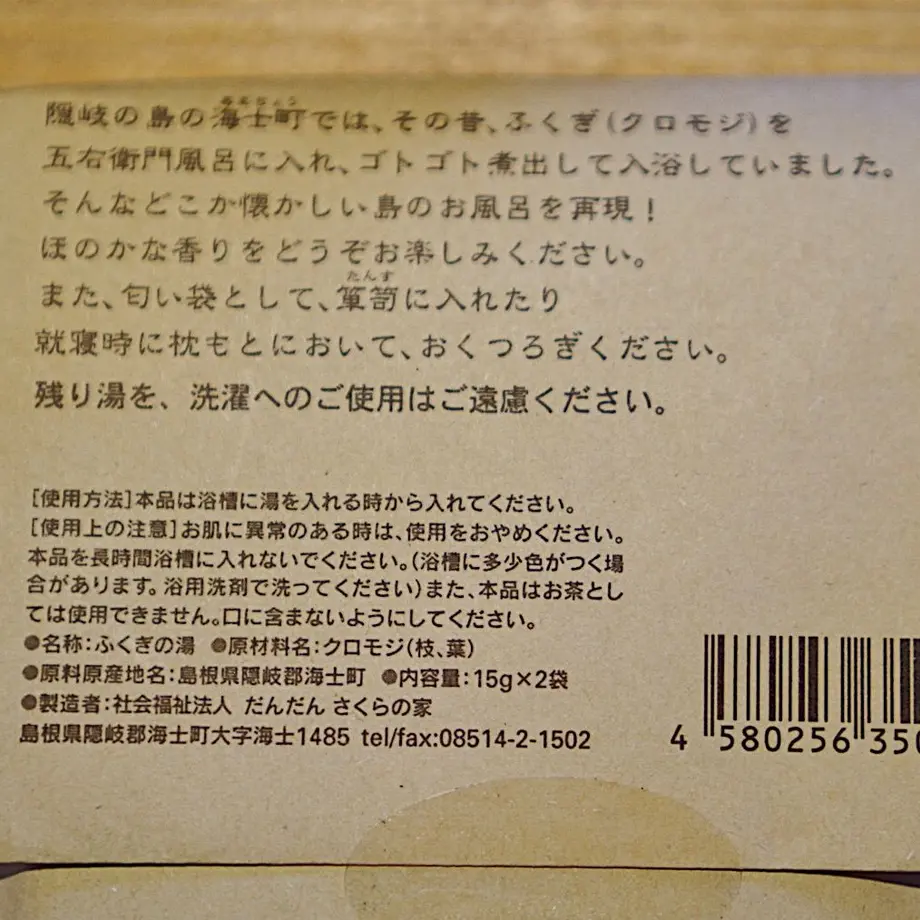 隠岐の島の海士町では、その昔、ふくぎ(クロモジ)を
五右衛門風呂に入れ、ゴトゴト煮出して入浴していました。
そんなどこか懐かしい島のお風呂を再現!
ほのかな香りをどうぞお楽しみください。
たんす
また、匂い袋として、箪笥に入れたり
就寝時に枕もとにおいて、おくつろぎください。
残り湯を、洗濯へのご使用はご遠慮ください。
[使用方法]本品は浴槽に湯を入れる時から入れてください。
[使用上の注意]お肌に異常のある時は、使用をおやめください。
本品を長時間浴槽に入れないでください。(浴槽に多少色がつく場
合があります。浴用洗剤で洗ってください)また、本品はお茶とし
ては使用できません。口に含まないようにしてください。
●名称:ふくぎの湯 ●原材料名:クロモジ(枝、葉)
●原料原産地名:島根県隠岐郡海士町 ●内容量:15g×2袋
●製造者:社会福祉法人 だんだん さくらの家
島根県隠岐郡海士町大字海士1485 tel/fax:08514-2-1502
4 580256 350